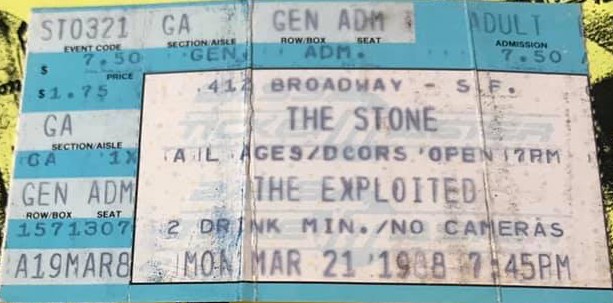 STO321 GA GEN ADM ADULT
EVENT CODE SECTION/AISLE ROW/BOX SEAT ADMISSION
$ 7.50 GEN. ADM. 7.50
PRICE
412 BROADWAY - S.F.
$1.75
THE STONE
GA
SECTION/AISLE
ALL AGES/DOORS OPEN 7PM
GA 1X
GEN ADM THE EXPLOITED
ROW/BOX SEAT
1571307 2 DRINK MIN./NO CAMERAS
A19MAR8 MON MAR 21 1988 7:45PM